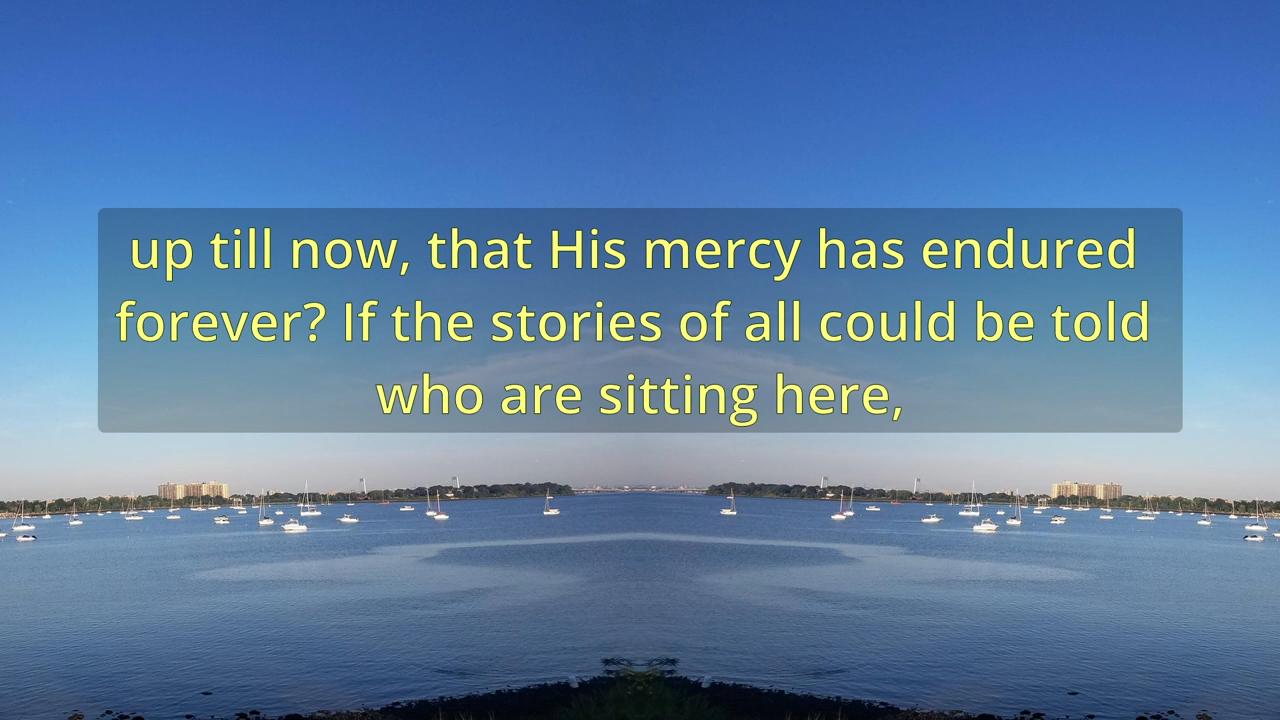 up till now, that His mercy has endured
forever? If the stories of all could be told
who are sitting here,